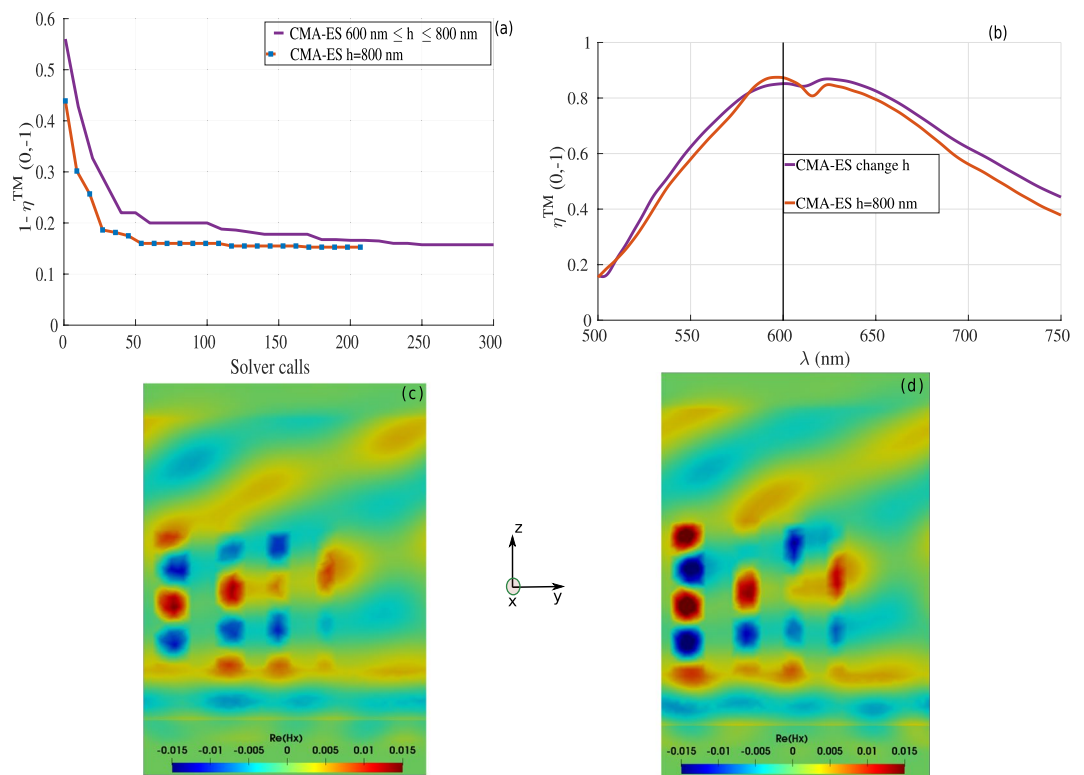 (a)
0.6
0.5
0.4
0.3
0.2
0.1
0
1- η^TM (0,-1)
CMA-ES 600 nm ≤ h ≤ 800 nm
CMA-ES h=800 nm
0 50 100 150 200 250 300
Solver calls
(b)
1
0.8
0.6
0.4
0.2
0
η^TM (0,-1)
CMA-ES change h
CMA-ES h=800 nm
500 550 600 650 700 750
λ (nm)
(c)
Re(Hx)
-0.015 -0.01 -0.005 0 0.005 0.01 0.015
z
x
y
(d)
Re(Hx)
-0.015 -0.01 -0.005 0 0.005 0.01 0.015